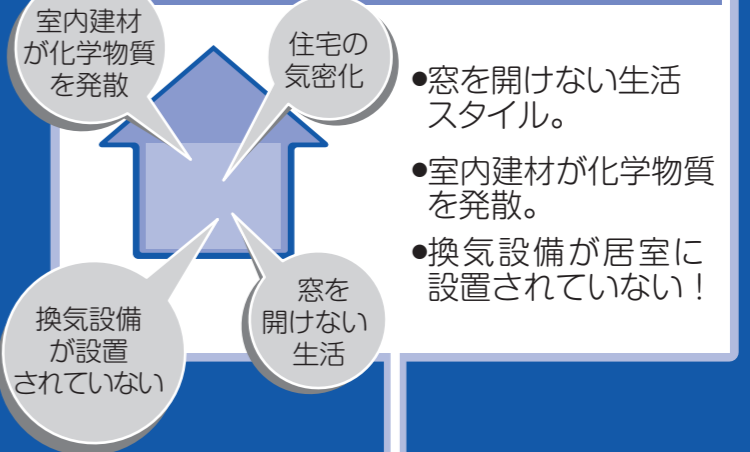 室内建材
が化学物質
を発散
住宅の
気密化
換気設備
が設置
されていない
窓を
開けない
生活
●窓を開けない生活
スタイル。
●室内建材が化学物質
を発散。
●換気設備が居室に
設置されていない！